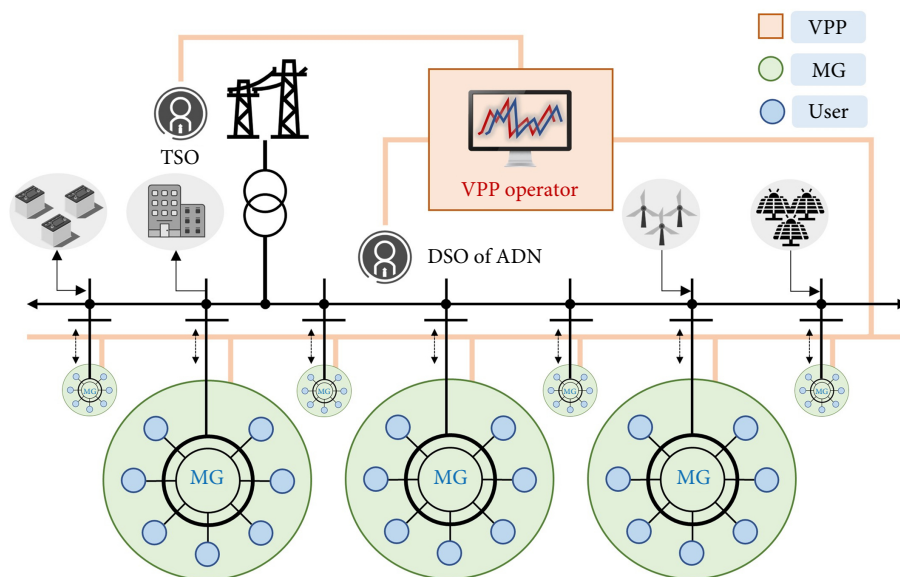 VPP
MG
User
TSO
VPP operator
DSO of ADN
MG
MG
MG
MG
MG
MG
MG